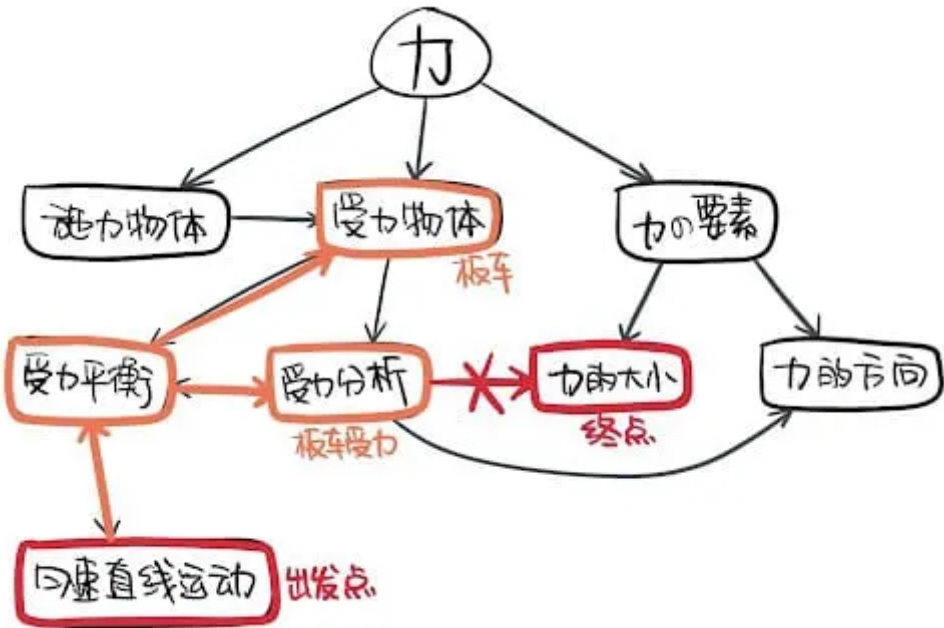 力
施力物体
受力物体
力の要素
板车
受力平衡
受力分析
力的大小
力的方向
板车受力
终点
匀速直线运动
出发点